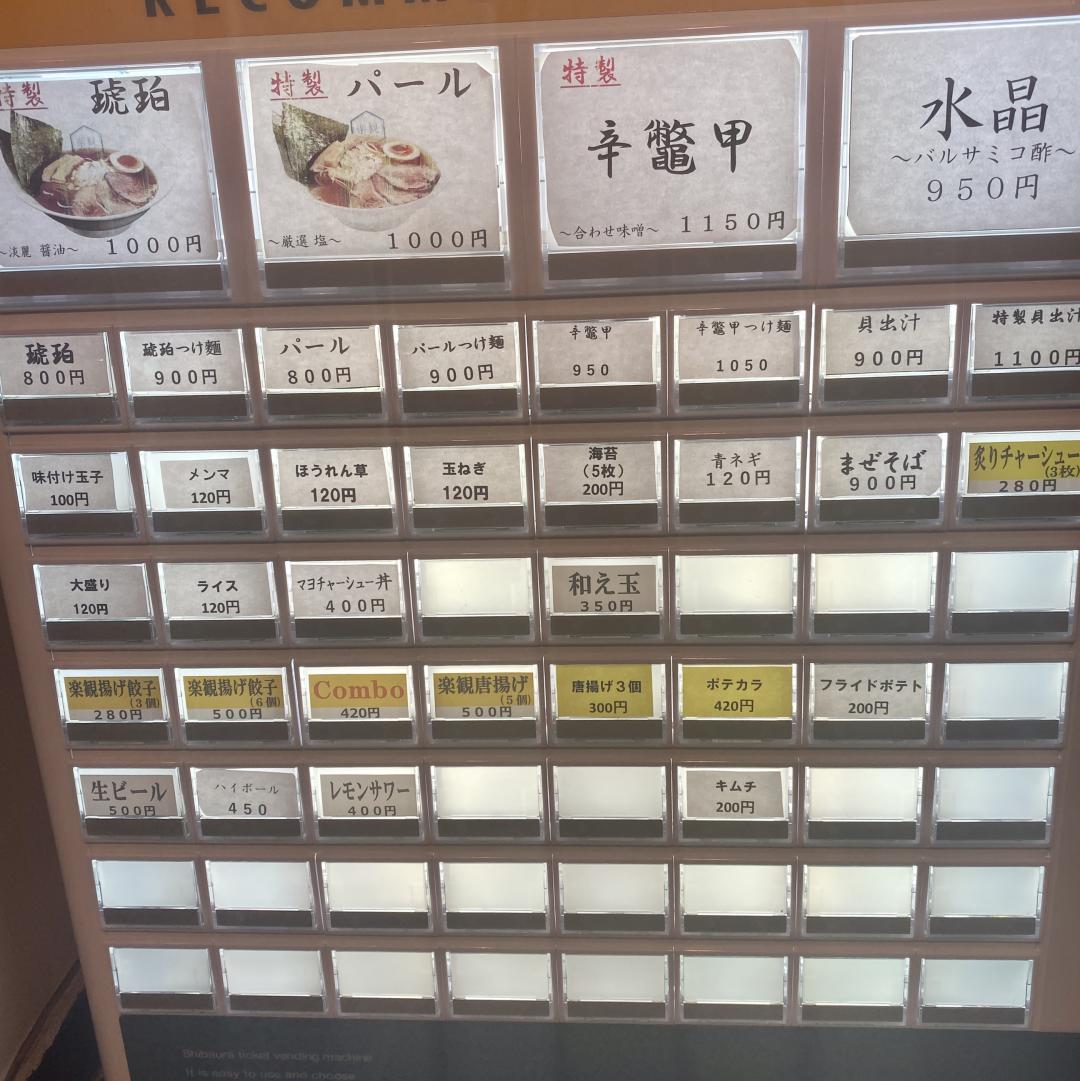 RECOMM
特製 琥珀
～淡麗 醤油～ 1000円
特製 パール
～厳選 塩～ 1000円
特製
辛鼈甲
～合わせ味噌～ 1150円
水晶
～バルサミコ酢～
950円
琥珀
800円
琥珀つけ麺
900円
パール
800円
パールつけ麺
900円
辛鼈甲
950
辛鼈甲つけ麺
1050
貝出汁
900円
特製貝出汁
1100円
味付け玉子
100円
メンマ
120円
ほうれん草
120円
玉ねぎ
120円
海苔
(5枚)
200円
青ネギ
120円
まぜそば
900円
炙りチャーシュー
(3枚)
280円
大盛り
120円
ライス
120円
マヨチャーシュー丼
400円
和え玉
350円
楽観揚げ餃子
(3個)
280円
楽観揚げ餃子
(6個)
500円
Combo
420円
楽観唐揚げ
(5個)
500円
唐揚げ3個
300円
ポテカラ
420円
フライドポテト
200円
生ビール
500円
ハイボール
450
レモンサワー
400円
キムチ
200円
Shibaura ticket vending machine
It is easy to use and choose